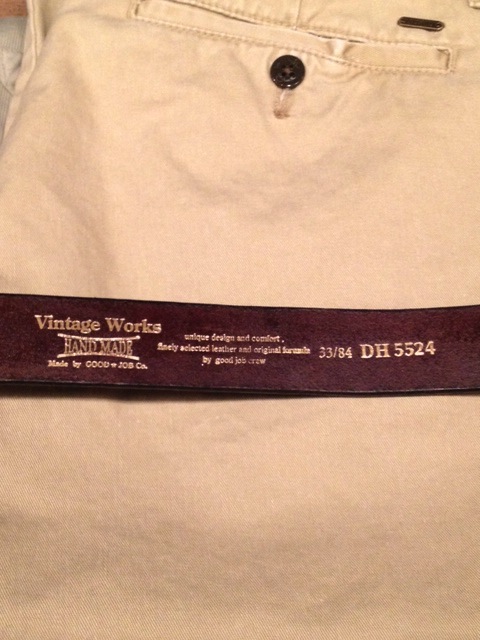 Vintage Works
HAND MADE
Made by GOOD★JOB Co.
unique design and comfort,
finely selected leather and original formula
by good job crew
33/84 DH 5524